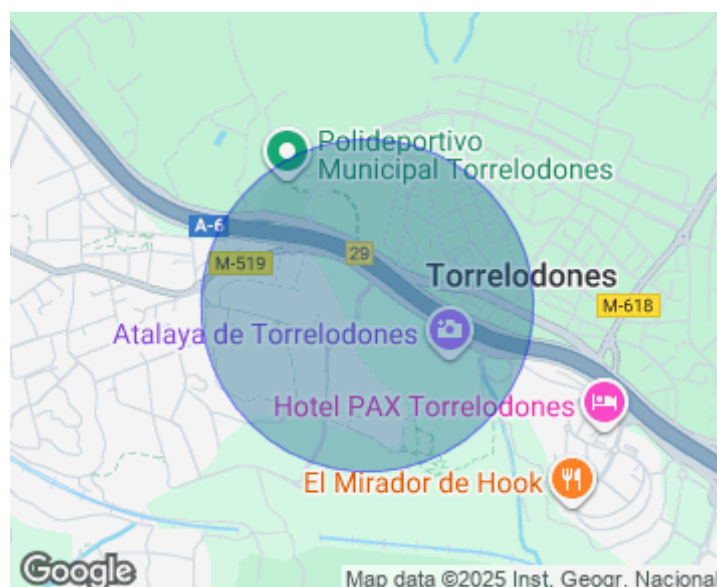 Polideportivo
Municipal Torrelodones
A-6
M-519
29
Torrelodones
M-618
Atalaya de Torrelodones
Hotel PAX Torrelodones
El Mirador de Hook
Google
Map data ©2025 Inst. Geogr. Nacional